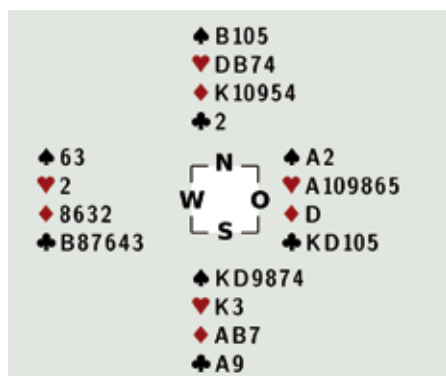 ♠ B105
♥ DB74
♦ K10954
♣ 2
♠ 63
♥ 2
♦ 8632
♣ B87643
N
W O
S
♠ A2
♥ A109865
♦ D
♣ KD105
♠ KD9874
♥ K3
♦ AB7
♣ A9